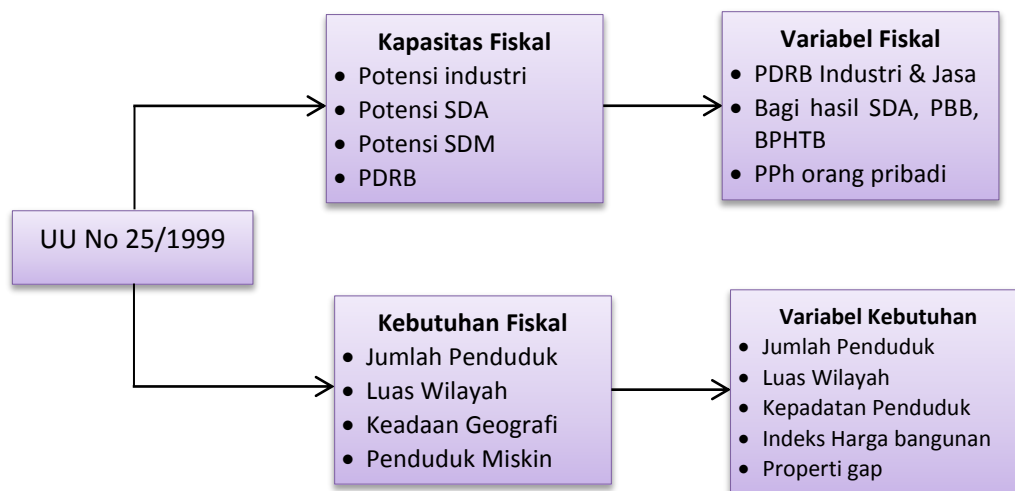 Kapasitas Fiskal
• Potensi industri
• Potensi SDA
• Potensi SDM
• PDRB
Variabel Fiskal
• PDRB Industri & Jasa
• Bagi hasil SDA, PBB,
BPHTB
• PPh orang pribadi
UU No 25/1999
Kebutuhan Fiskal
• Jumlah Penduduk
• Luas Wilayah
• Keadaan Geografi
• Penduduk Miskin
Variabel Kebutuhan
• Jumlah Penduduk
• Luas Wilayah
• Kepadatan Penduduk
• Indeks Harga bangunan
• Properti gap